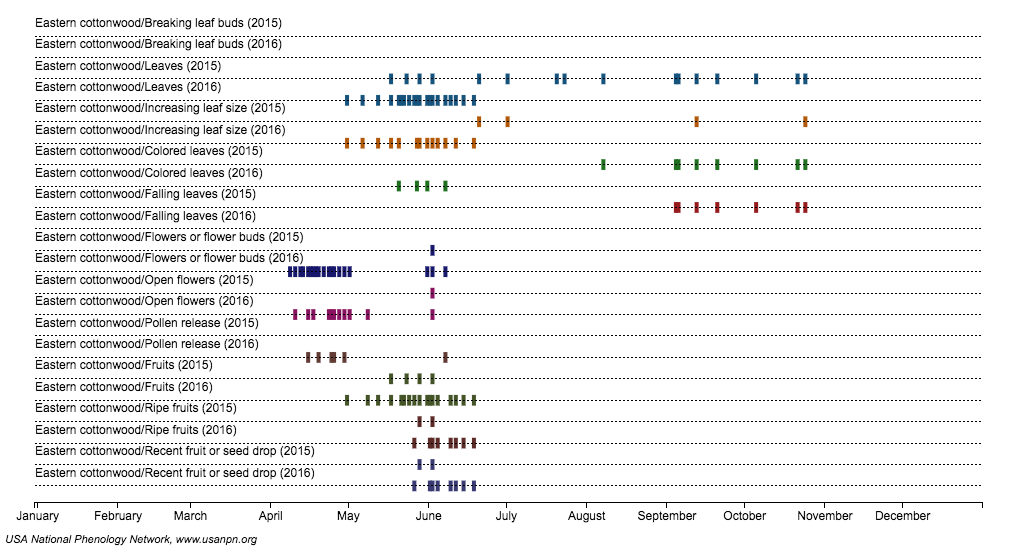 Eastern cottonwood/Breaking leaf buds (2015)
Eastern cottonwood/Breaking leaf buds (2016)
Eastern cottonwood/Leaves (2015)
Eastern cottonwood/Leaves (2016)
Eastern cottonwood/Increasing leaf size (2015)
Eastern cottonwood/Increasing leaf size (2016)
Eastern cottonwood/Colored leaves (2015)
Eastern cottonwood/Colored leaves (2016)
Eastern cottonwood/Falling leaves (2015)
Eastern cottonwood/Falling leaves (2016)
Eastern cottonwood/Flowers or flower buds (2015)
Eastern cottonwood/Flowers or flower buds (2016)
Eastern cottonwood/Open flowers (2015)
Eastern cottonwood/Open flowers (2016)
Eastern cottonwood/Pollen release (2015)
Eastern cottonwood/Pollen release (2016)
Eastern cottonwood/Fruits (2015)
Eastern cottonwood/Fruits (2016)
Eastern cottonwood/Ripe fruits (2015)
Eastern cottonwood/Ripe fruits (2016)
Eastern cottonwood/Recent fruit or seed drop (2015)
Eastern cottonwood/Recent fruit or seed drop (2016)
January February March April May June July August September October November December
USA National Phenology Network, www.usanpn.org